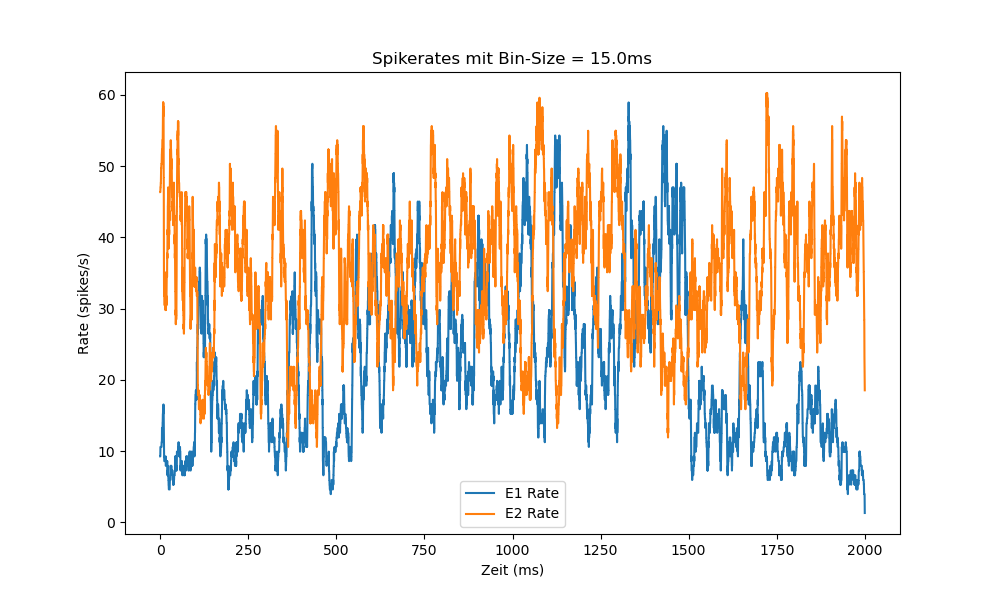 Spikerates mit Bin-Size = 15.0ms
Rate (spikes/s)
60
50
40
30
20
10
0
E1 Rate
E2 Rate
0 250 500 750 1000 1250 1500 1750 2000
Zeit (ms)